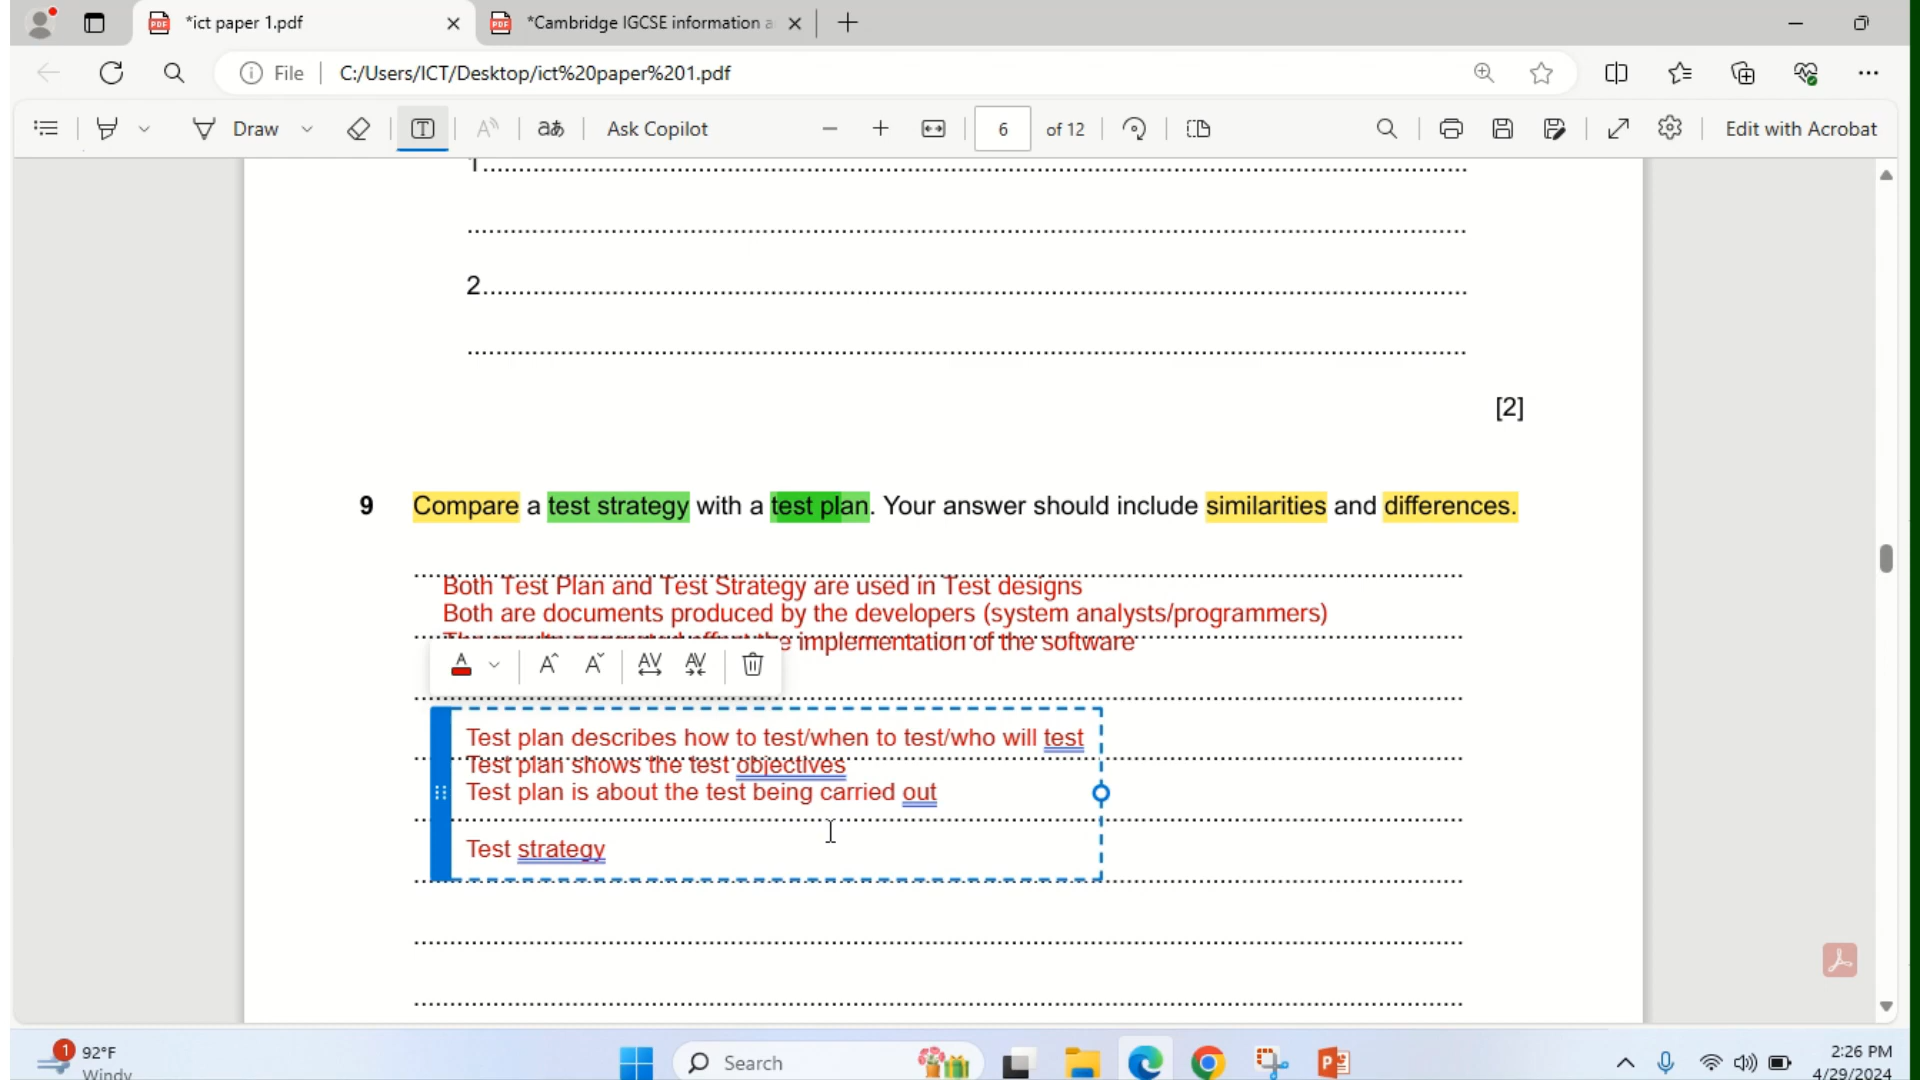 *ict paper 1.pdf
*Cambridge IGCSE information a
File
C:/Users/ICT/Desktop/ict%20paper%201.pdf
Draw
aあ
Ask Copilot
6
of 12
Edit with Acrobat
1
2
[2]
9 Compare a test strategy with a test plan. Your answer should include similarities and differences.
Both Test Plan and Test Strategy are used in Test designs
Both are documents produced by the developers (system analysts/programmers)
the implementation of the software
Test plan describes how to test/when to test/who will test
Test plan shows the test objectives
Test plan is about the test being carried out
Test strategy
1
92°F
Windy
Search
2:26 PM
4/29/2024